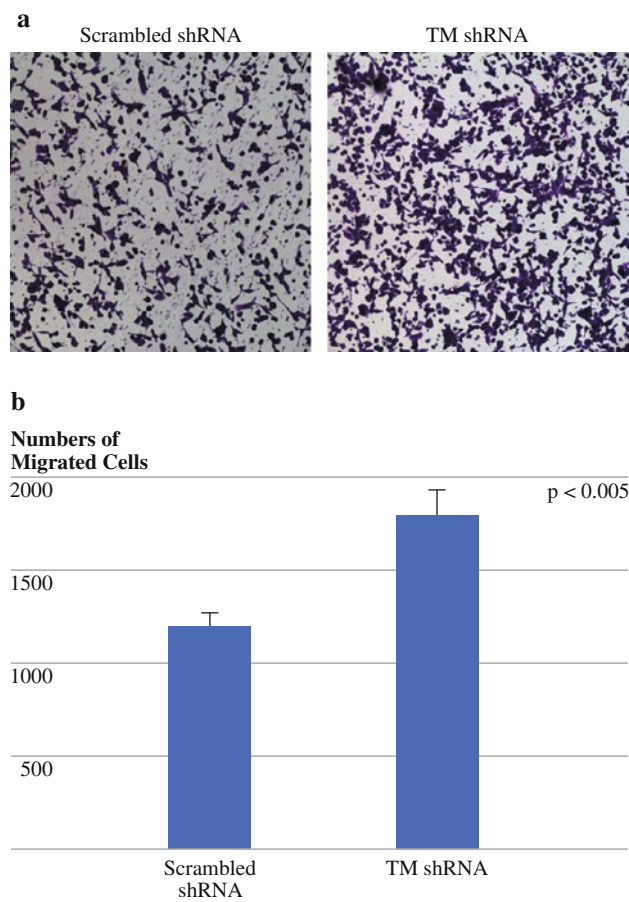 a
Scrambled shRNA
TM shRNA
b
Numbers of
Migrated Cells
2000
p < 0.005
1500
1000
500
Scrambled
shRNA
TM shRNA